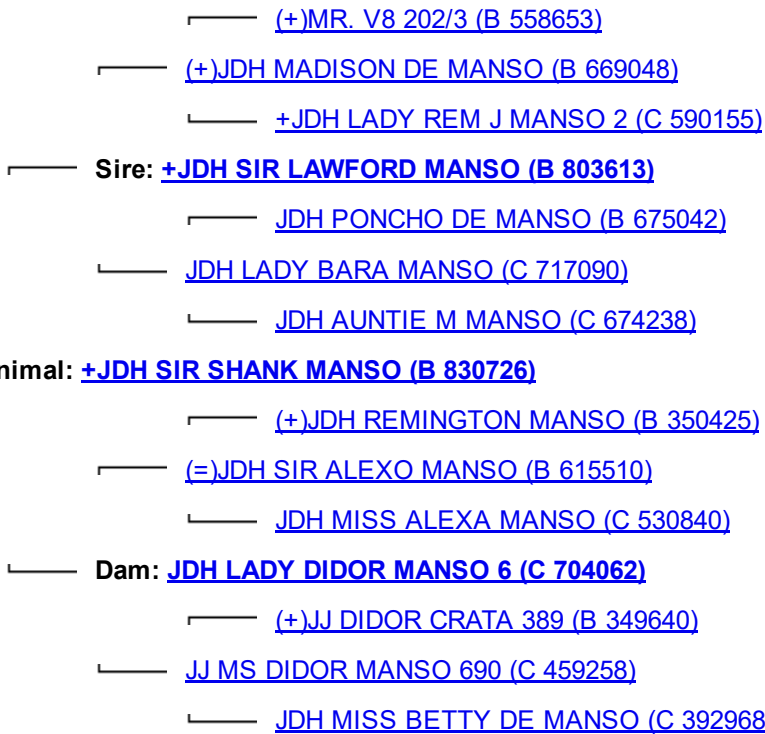 (+)MR. V8 202/3 (B 558653)
(+)JDH MADISON DE MANSO (B 669048)
+JDH LADY REM J MANSO 2 (C 590155)
Sire: +JDH SIR LAWFORD MANSO (B 803613)
JDH PONCHO DE MANSO (B 675042)
JDH LADY BARA MANSO (C 717090)
JDH AUNTIE M MANSO (C 674238)
nimal: +JDH SIR SHANK MANSO (B 830726)
(+)JDH REMINGTON MANSO (B 350425)
(=)JDH SIR ALEXO MANSO (B 615510)
JDH MISS ALEXA MANSO (C 530840)
Dam: JDH LADY DIDOR MANSO 6 (C 704062)
(+)JJ DIDOR CRATA 389 (B 349640)
JJ MS DIDOR MANSO 690 (C 459258)
JDH MISS BETTY DE MANSO (C 392968